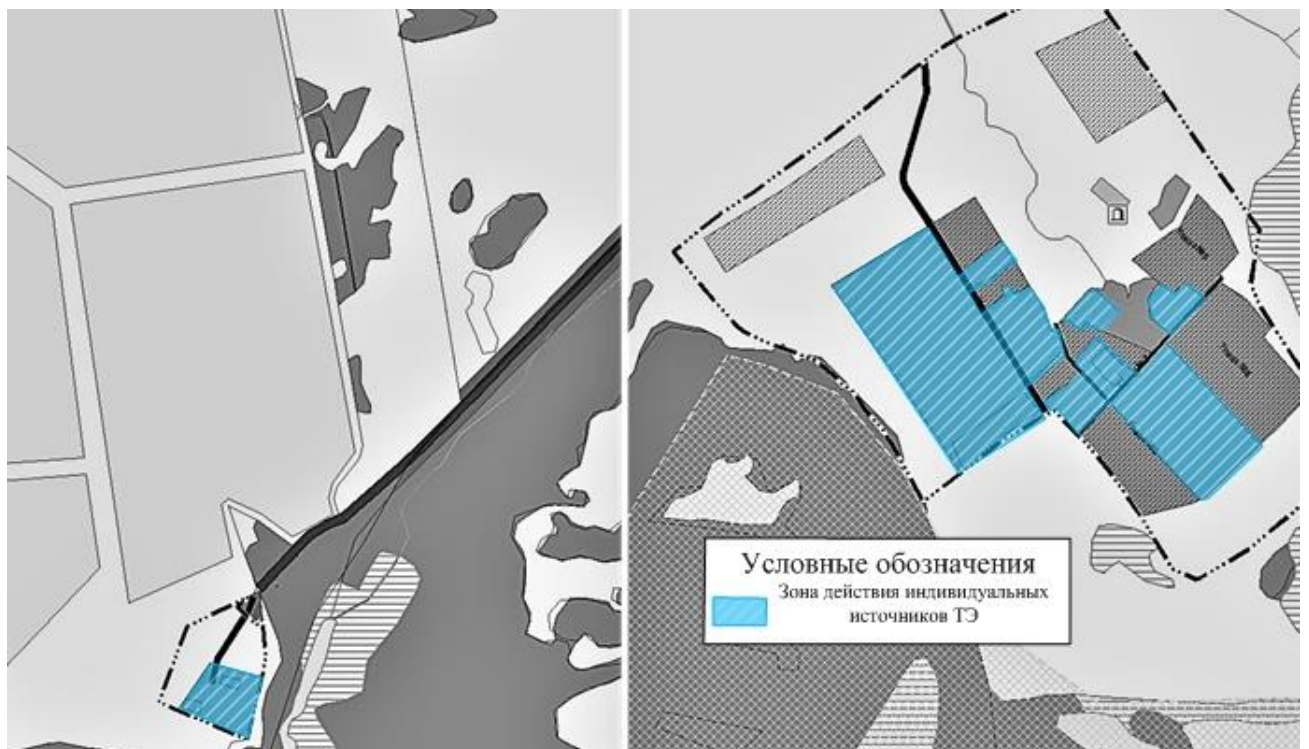 Условные обозначения
Зона действия индивидуальных
источников ТЭ